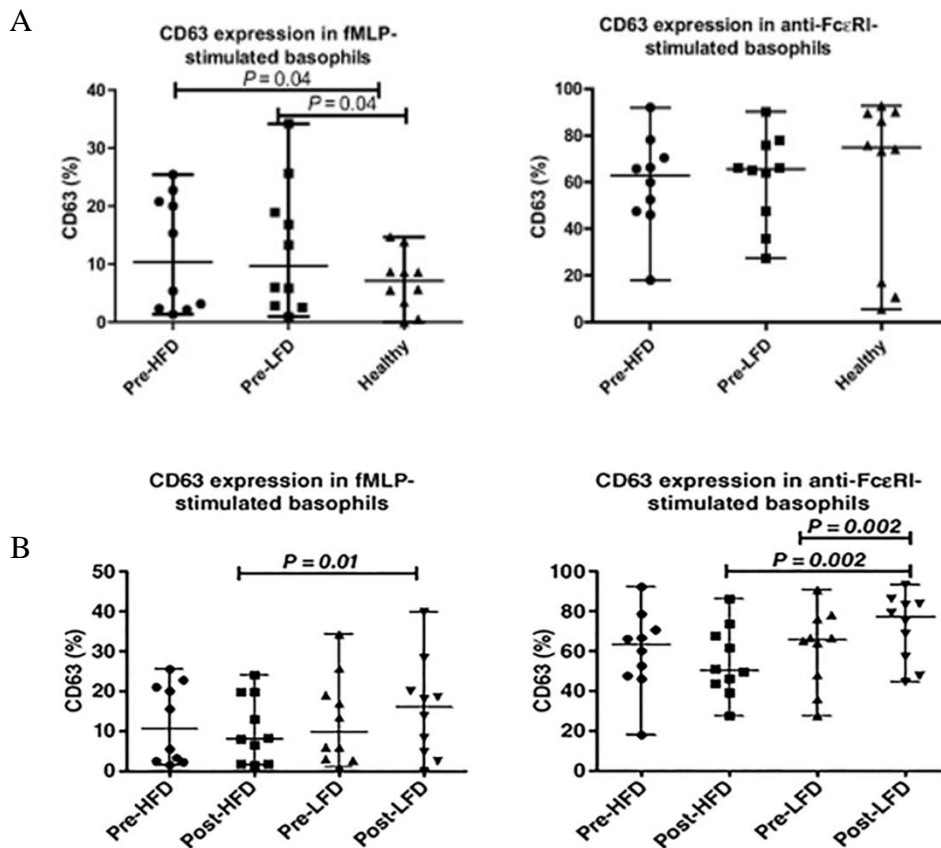 A
CD63 expression in fMLP-
stimulated basophils
P = 0.04
P = 0.04
40
30
20
10
0
CD63 (%)
Pre-HFD
Pre-LFD
Healthy
CD63 expression in anti-FcεRI-
stimulated basophils
100
80
60
40
20
0
CD63 (%)
Pre-HFD
Pre-LFD
Healthy
B
CD63 expression in fMLP-
stimulated basophils
P = 0.01
50
40
30
20
10
0
CD63 (%)
Pre-HFD
Post-HFD
Pre-LFD
Post-LFD
CD63 expression in anti-FcεRI-
stimulated basophils
P = 0.002
P = 0.002
100
80
60
40
20
0
CD63 (%)
Pre-HFD
Post-HFD
Pre-LFD
Post-LFD